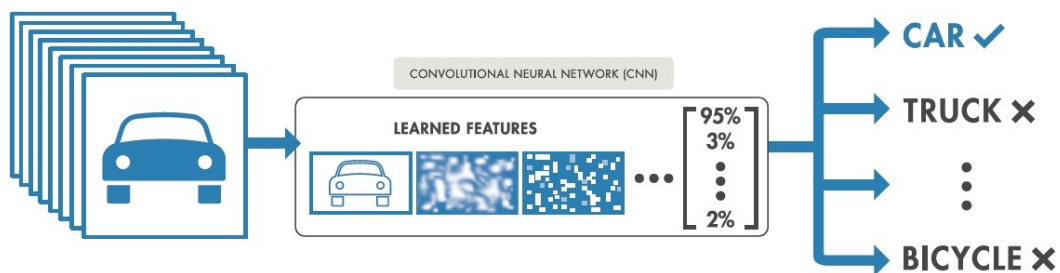 CONVOLUTIONAL NEURAL NETWORK (CNN)
LEARNED FEATURES
95%
3%
2%
CAR ✓
TRUCK ✕
BICYCLE ✕